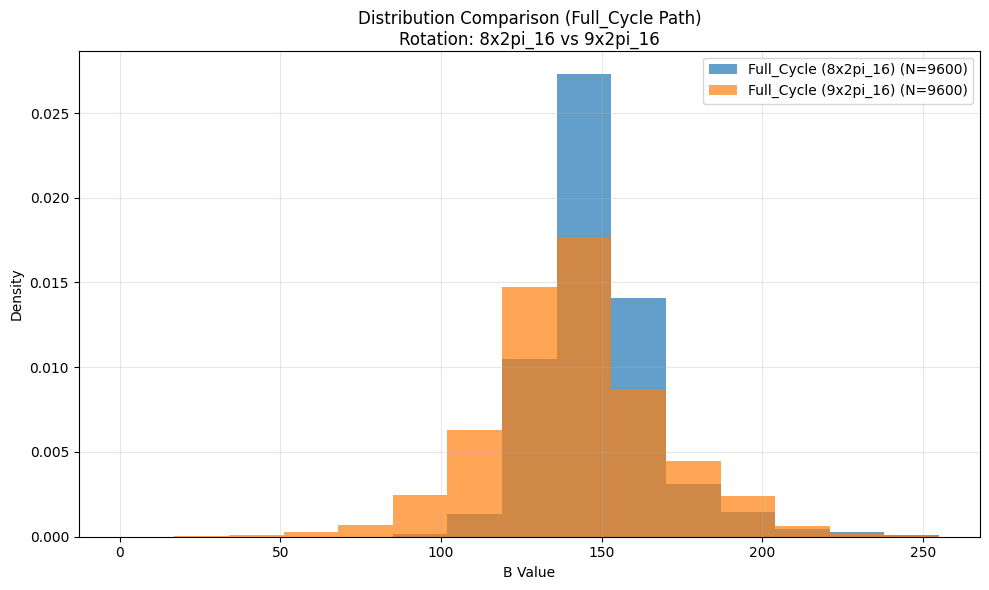 Distribution Comparison (Full_Cycle Path)
Rotation: 8x2pi_16 vs 9x2pi_16
Full_Cycle (8x2pi_16) (N=9600)
Full_Cycle (9x2pi_16) (N=9600)
Density
0.025
0.020
0.015
0.010
0.005
0.000
0 50 100 150 200 250
B Value